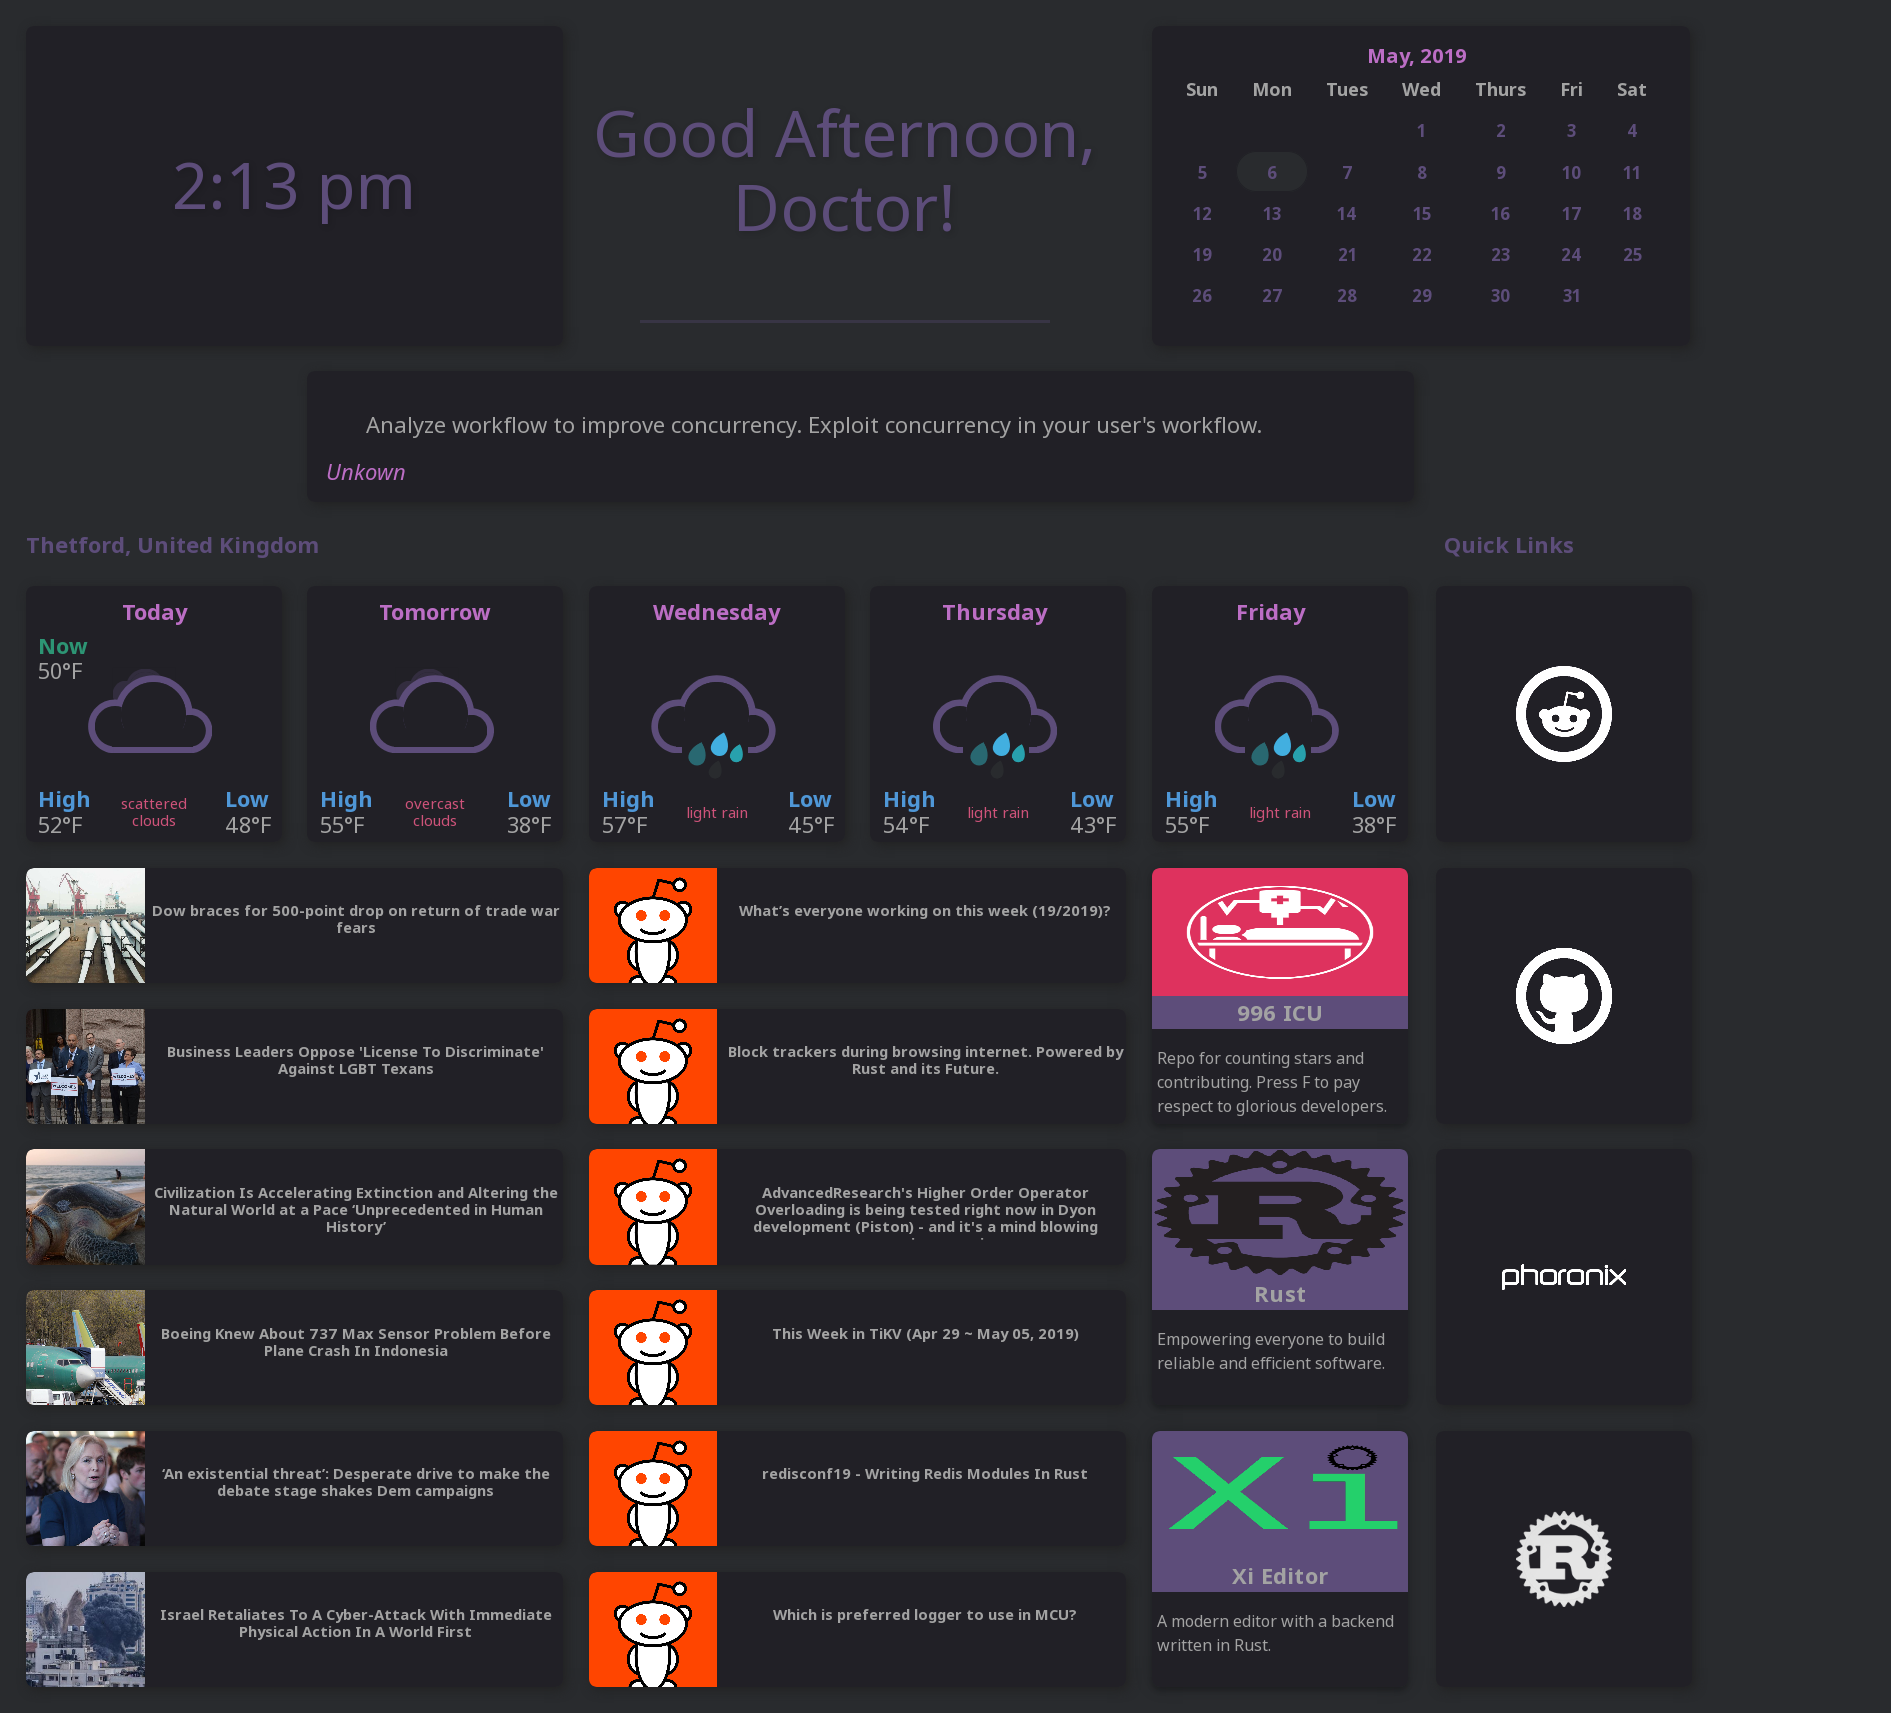 2:13 pm
Good Afternoon,
Doctor!
May, 2019
Sun Mon Tues Wed Thurs Fri Sat
1 2 3 4
5 6 7 8 9 10 11
12 13 14 15 16 17 18
19 20 21 22 23 24 25
26 27 28 29 30 31
Analyze workflow to improve concurrency. Exploit concurrency in your user's workflow.
Unkown
Thetford, United Kingdom
Today
Now
50°F
High
52°F
scattered
clouds
Low
48°F
Tomorrow
High
55°F
overcast
clouds
Low
38°F
Wednesday
High
57°F
light rain
Low
45°F
Thursday
High
54°F
light rain
Low
43°F
Friday
High
55°F
light rain
Low
38°F
Dow braces for 500-point drop on return of trade war
fears
Business Leaders Oppose 'License To Discriminate'
Against LGBT Texans
Civilization Is Accelerating Extinction and Altering the
Natural World at a Pace ‘Unprecedented in Human
History’
Boeing Knew About 737 Max Sensor Problem Before
Plane Crash In Indonesia
‘An existential threat’: Desperate drive to make the
debate stage shakes Dem campaigns
Israel Retaliates To A Cyber-Attack With Immediate
Physical Action In A World First
What’s everyone working on this week (19/2019)?
Block trackers during browsing internet. Powered by
Rust and its Future.
AdvancedResearch's Higher Order Operator
Overloading is being tested right now in Dyon
development (Piston) - and it's a mind blowing
This Week in TiKV (Apr 29 ~ May 05, 2019)
redisconf19 - Writing Redis Modules In Rust
Which is preferred logger to use in MCU?
996 ICU
Repo for counting stars and
contributing. Press F to pay
respect to glorious developers.
R
Rust
Empowering everyone to build
reliable and efficient software.
Xi
Xi Editor
A modern editor with a backend
written in Rust.
Quick Links
phoronix
R